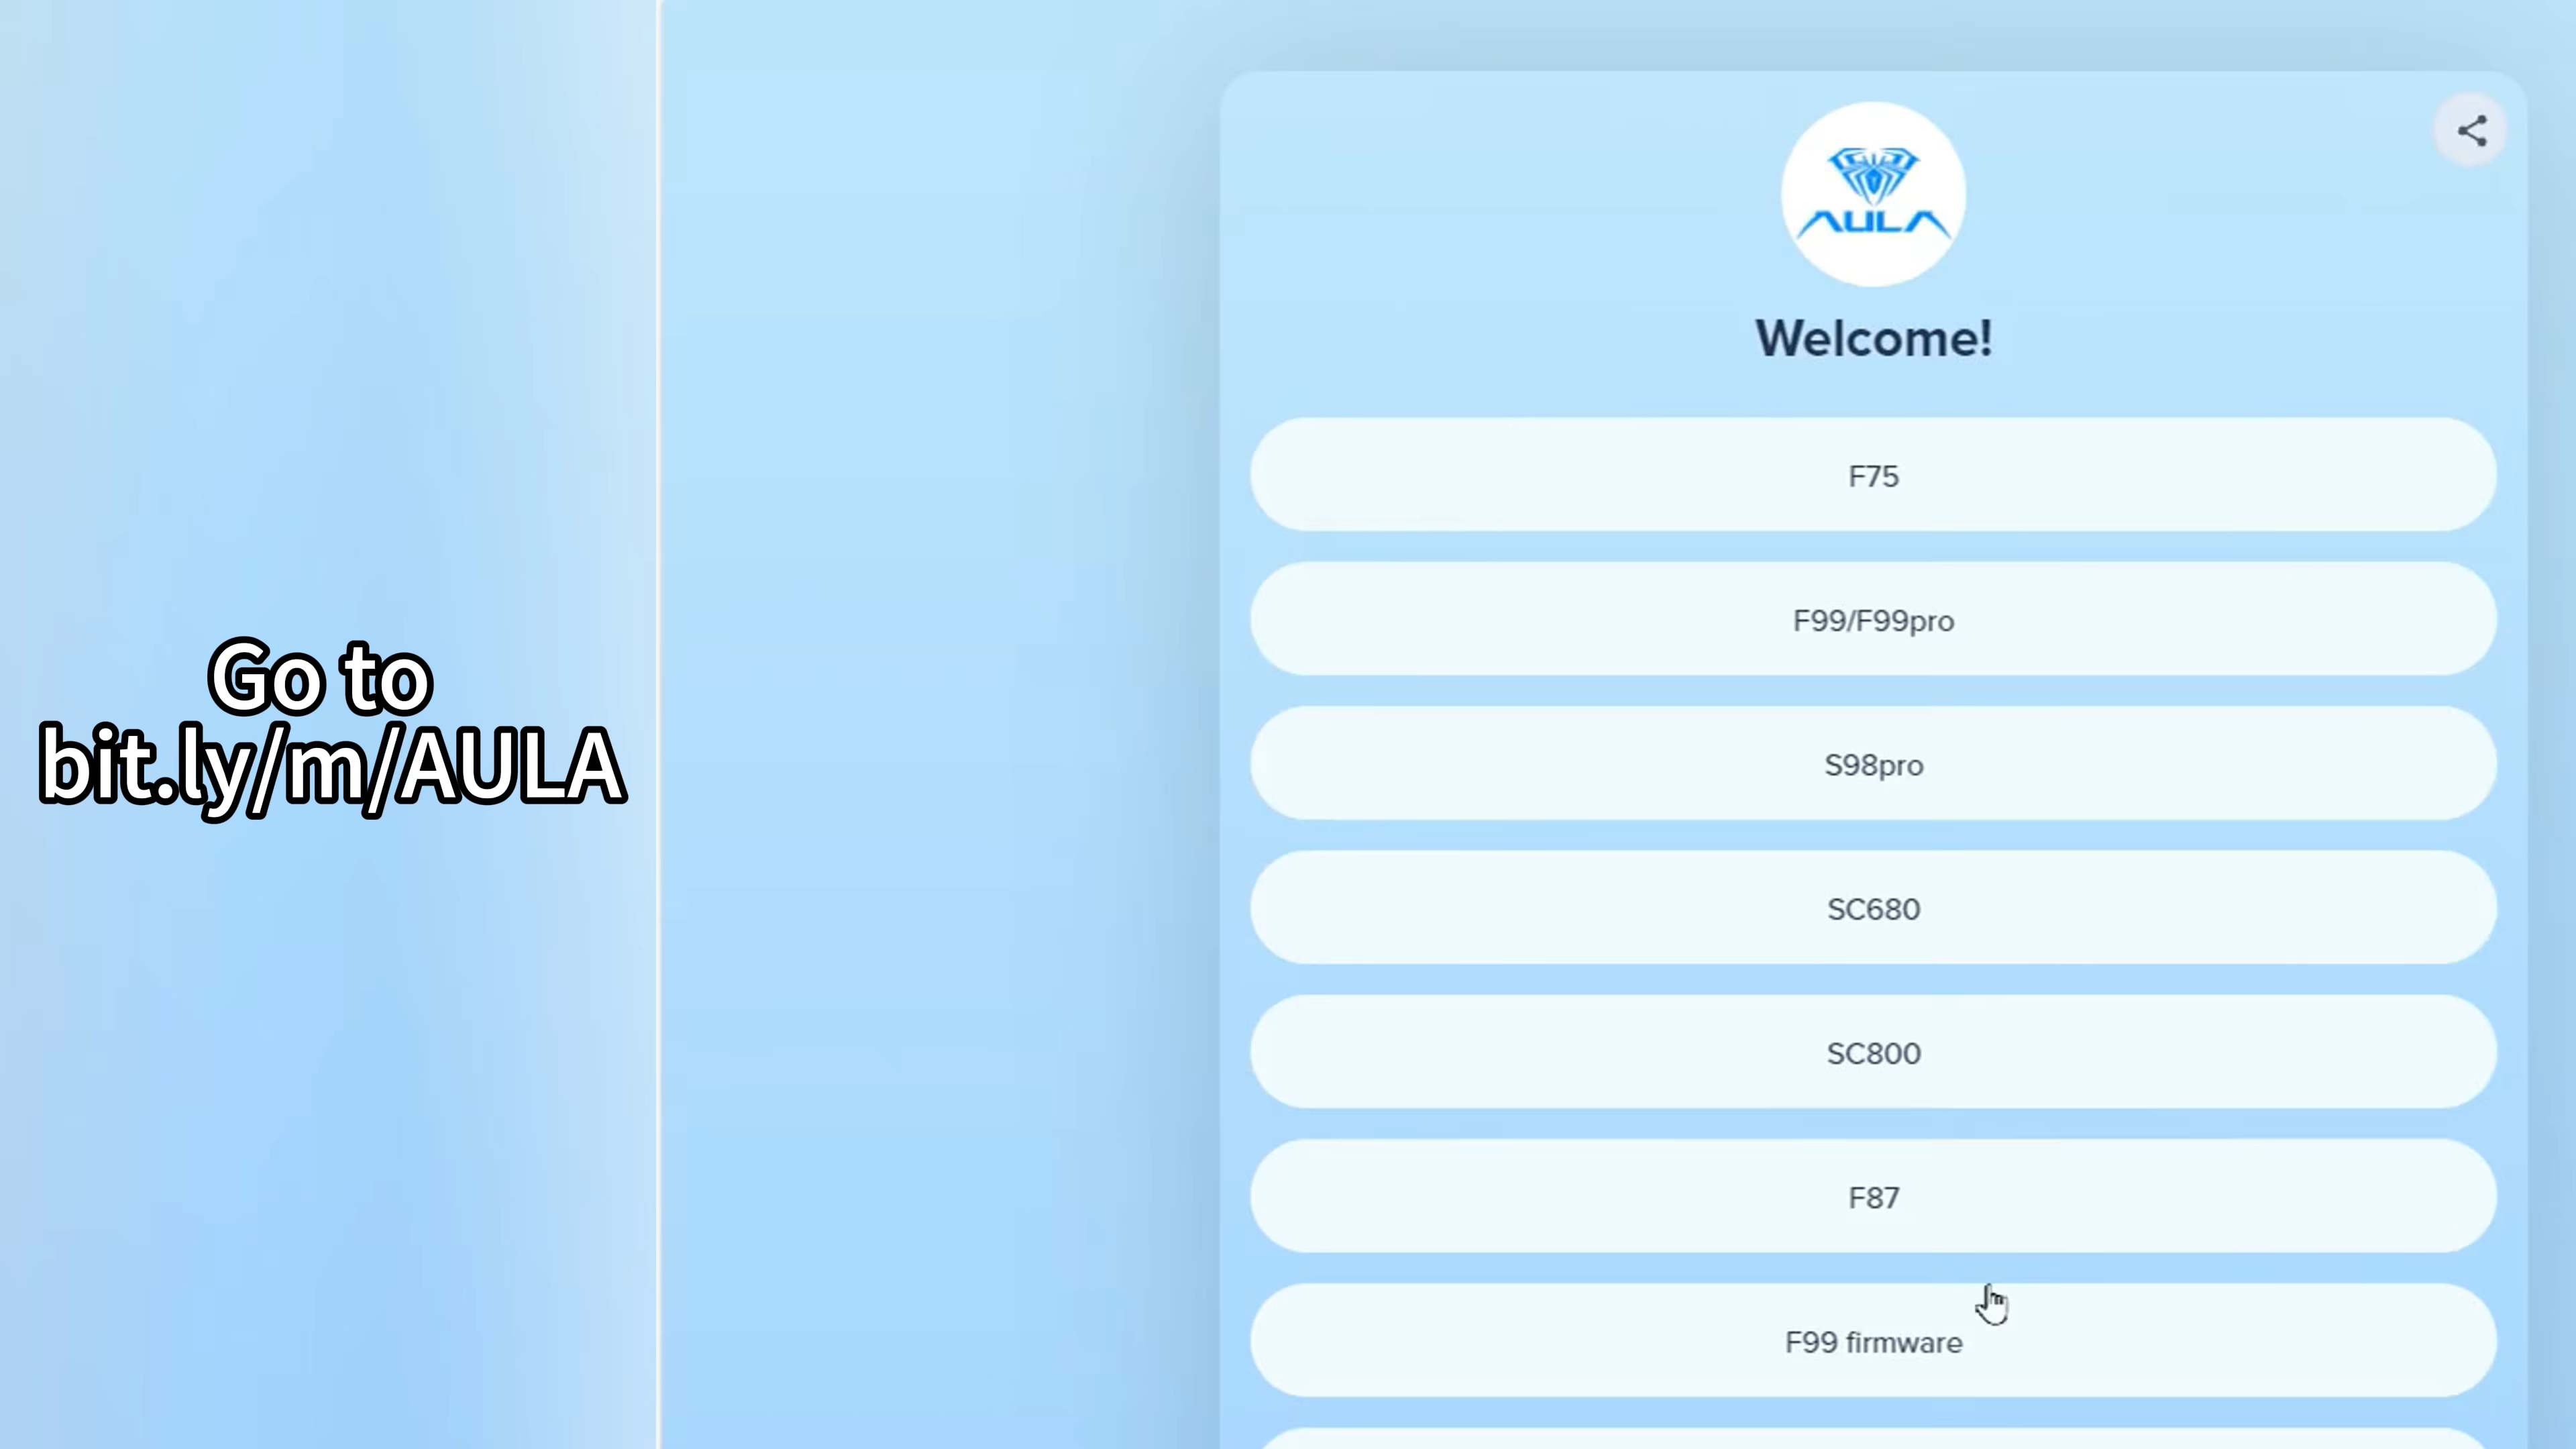 Go to
bit.ly/m/AULA
AULA
Welcome!
F75
F99/F99pro
S98pro
SC680
SC800
F87
F99 firmware